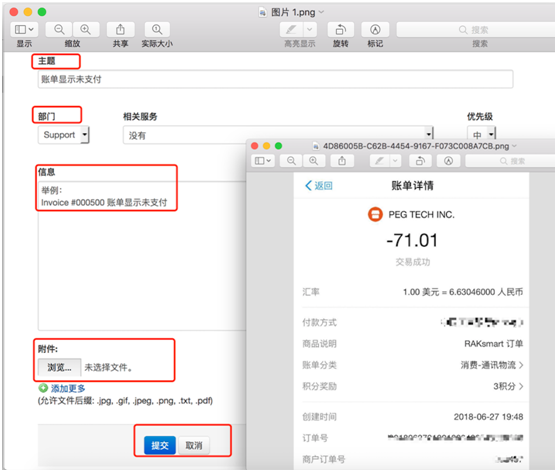 图片 1.png
显示
缩放
共享
实际大小
高亮显示
旋转
标记
搜索
搜索
主题
账单显示未支付
部门
相关服务
优先级
Support
没有
中
信息
举例:
Invoice #000500 账单显示未支付
附件:
浏览... 未选择文件。
添加更多
(允许文件后缀: .jpg, .gif, .jpeg, .png, .txt, .pdf)
提交
取消
4D86005B-C62B-4454-9167-F073C008A7CB.png
搜索
返回
账单详情
PEG TECH INC.
-71.01
交易成功
汇率 1.00 美元 = 6.63046000 人民币
付款方式
商品说明 RAKsmart 订单
账单分类 消费-通讯物流
积分奖励 3积分
创建时间 2018-06-27 19:48
订单号
商户订单号